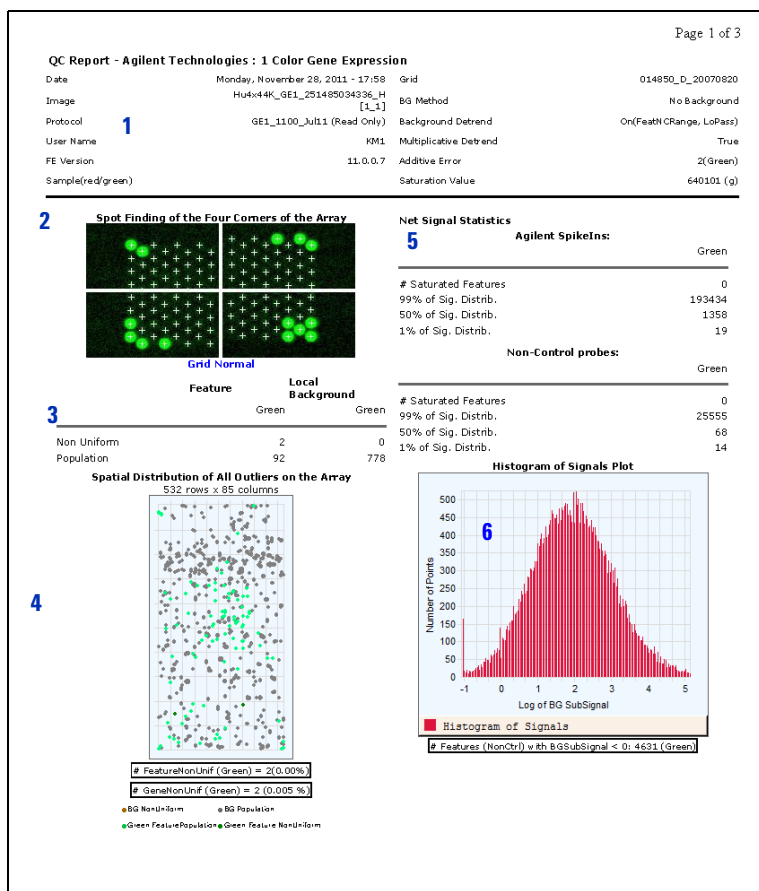 Page 1 of 3
QC Report - Agilent Technologies : 1 Color Gene Expression
Date Monday, November 28, 2011 - 17:58 Grid 014850_D_20070820
Image Hu4x44K_GE1_251485034336_H [1_1] BG Method No Background
1
Protocol GE1_1100_Jul11 (Read Only) Background Detrend On(FeatNCRange, LoPass)
User Name KM1 Multiplicative Detrend True
FE Version 11.0.0.7 Additive Error 2(Green)
Sample(red/green) Saturation Value 640101 (g)
2
Spot Finding of the Four Corners of the Array
Grid Normal
3
Feature Local Background
Green Green
Non Uniform 2 0
Population 92 778
4
Spatial Distribution of All Outliers on the Array
532 rows x 85 columns
# FeatureNonUnif (Green) = 2(0.00%)
# GeneNonUnif (Green) = 2 (0.005 %)
BG NonUniform BG Population
Green FeaturePopulation Green Feature NonUniform
Net Signal Statistics
5
Agilent SpikeIns:
Green
# Saturated Features 0
99% of Sig. Distrib. 193434
50% of Sig. Distrib. 1358
1% of Sig. Distrib. 19
Non-Control probes:
Green
# Saturated Features 0
99% of Sig. Distrib. 25555
50% of Sig. Distrib. 68
1% of Sig. Distrib. 14
Histogram of Signals Plot
6
Number of Points
500
450
400
350
300
250
200
150
100
50
0
-1 0 1 2 3 4 5
Log of BG SubSignal
Histogram of Signals
# Features (NonCtrl) with BGSubSignal < 0: 4631 (Green)